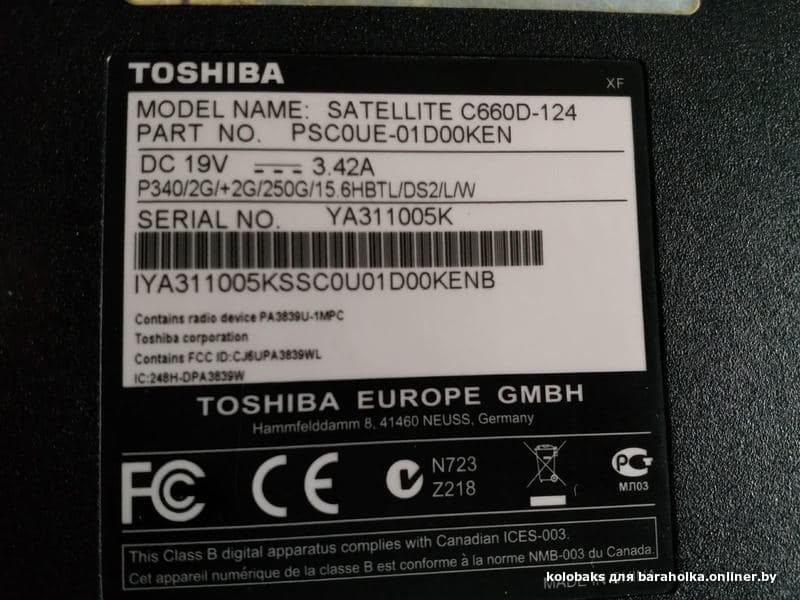 TOSHIBA
XF
MODEL NAME: SATELLITE C660D-124
PART NO. PSC0UE-01D00KEN
DC 19V 3.42A
P340/2G/+2G/250G/15.6HBTL/DS2/L/W
SERIAL NO. YA311005K
IYA311005KSSC0U01D00KENB
Contains radio device PA3839U-1MPC
Toshiba corporation
Contains FCC ID:CJ6UPA3839WL
IC:248H-DPA3839W
TOSHIBA EUROPE GMBH
Hammfelddamm 8, 41460 NEUSS, Germany
FC CE N723
Z218
РС
МЛ03
This Class B digital apparatus complies with Canadian ICES-003.
Cet appareil numérique de la classe B est conforme à la norme NMB-003 du Canada.
MADE IN CHINA
kolobaks для baraholka.onliner.by